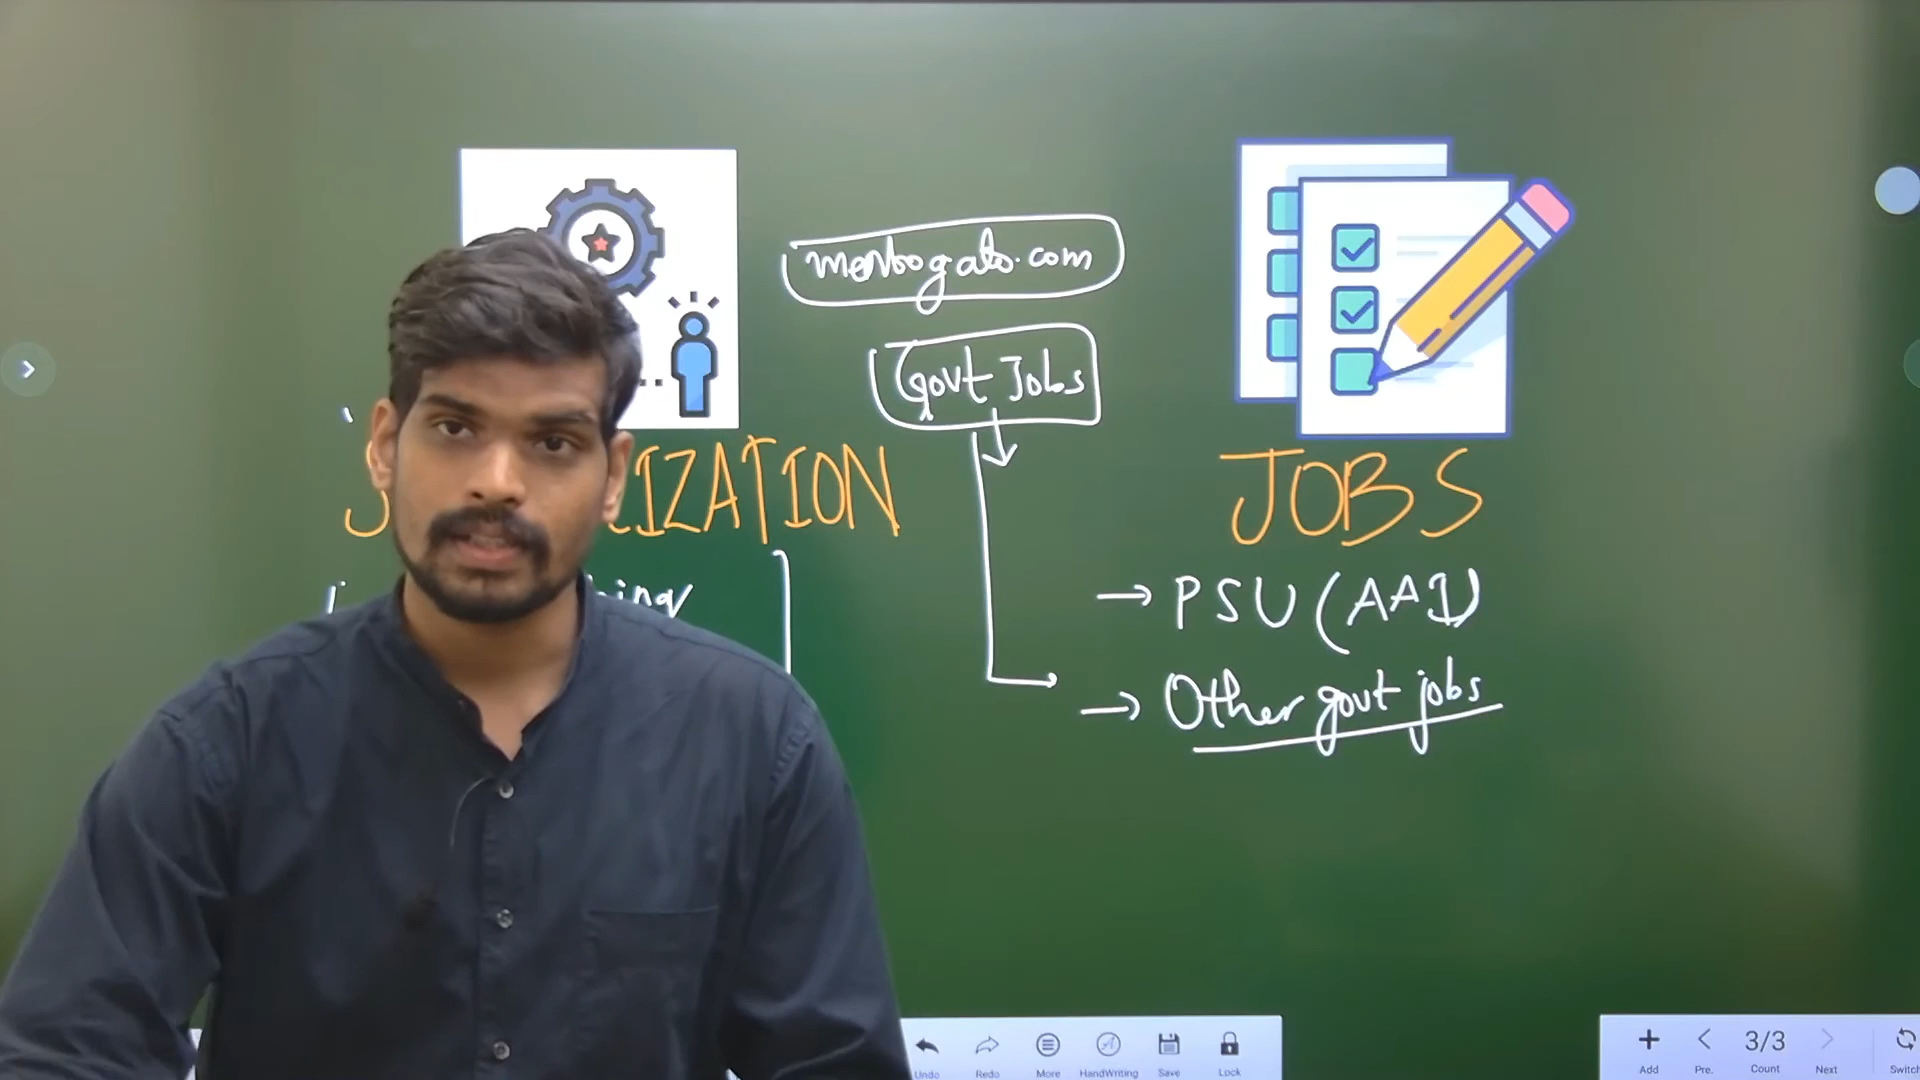 mentogato.com
Govt Jobs
IZATION
JOBS
→ PSU (AAI)
→ Other govt jobs
Undo
Redo
More
HandWriting
Save
Lock
Add
Pre.
3/3
Count
Next
Switch